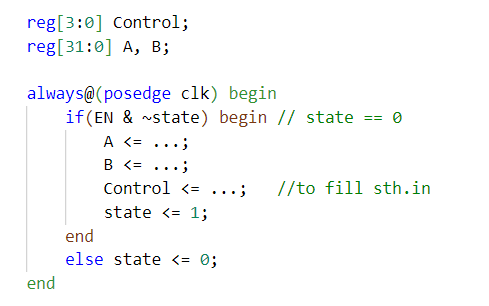 reg[3:0] Control;
reg[31:0] A, B;
always@(posedge clk) begin
if(EN & ~state) begin // state == 0
A <= ...;
B <= ...;
Control <= ...;   //to fill sth.in
state <= 1;
end
else state <= 0;
end